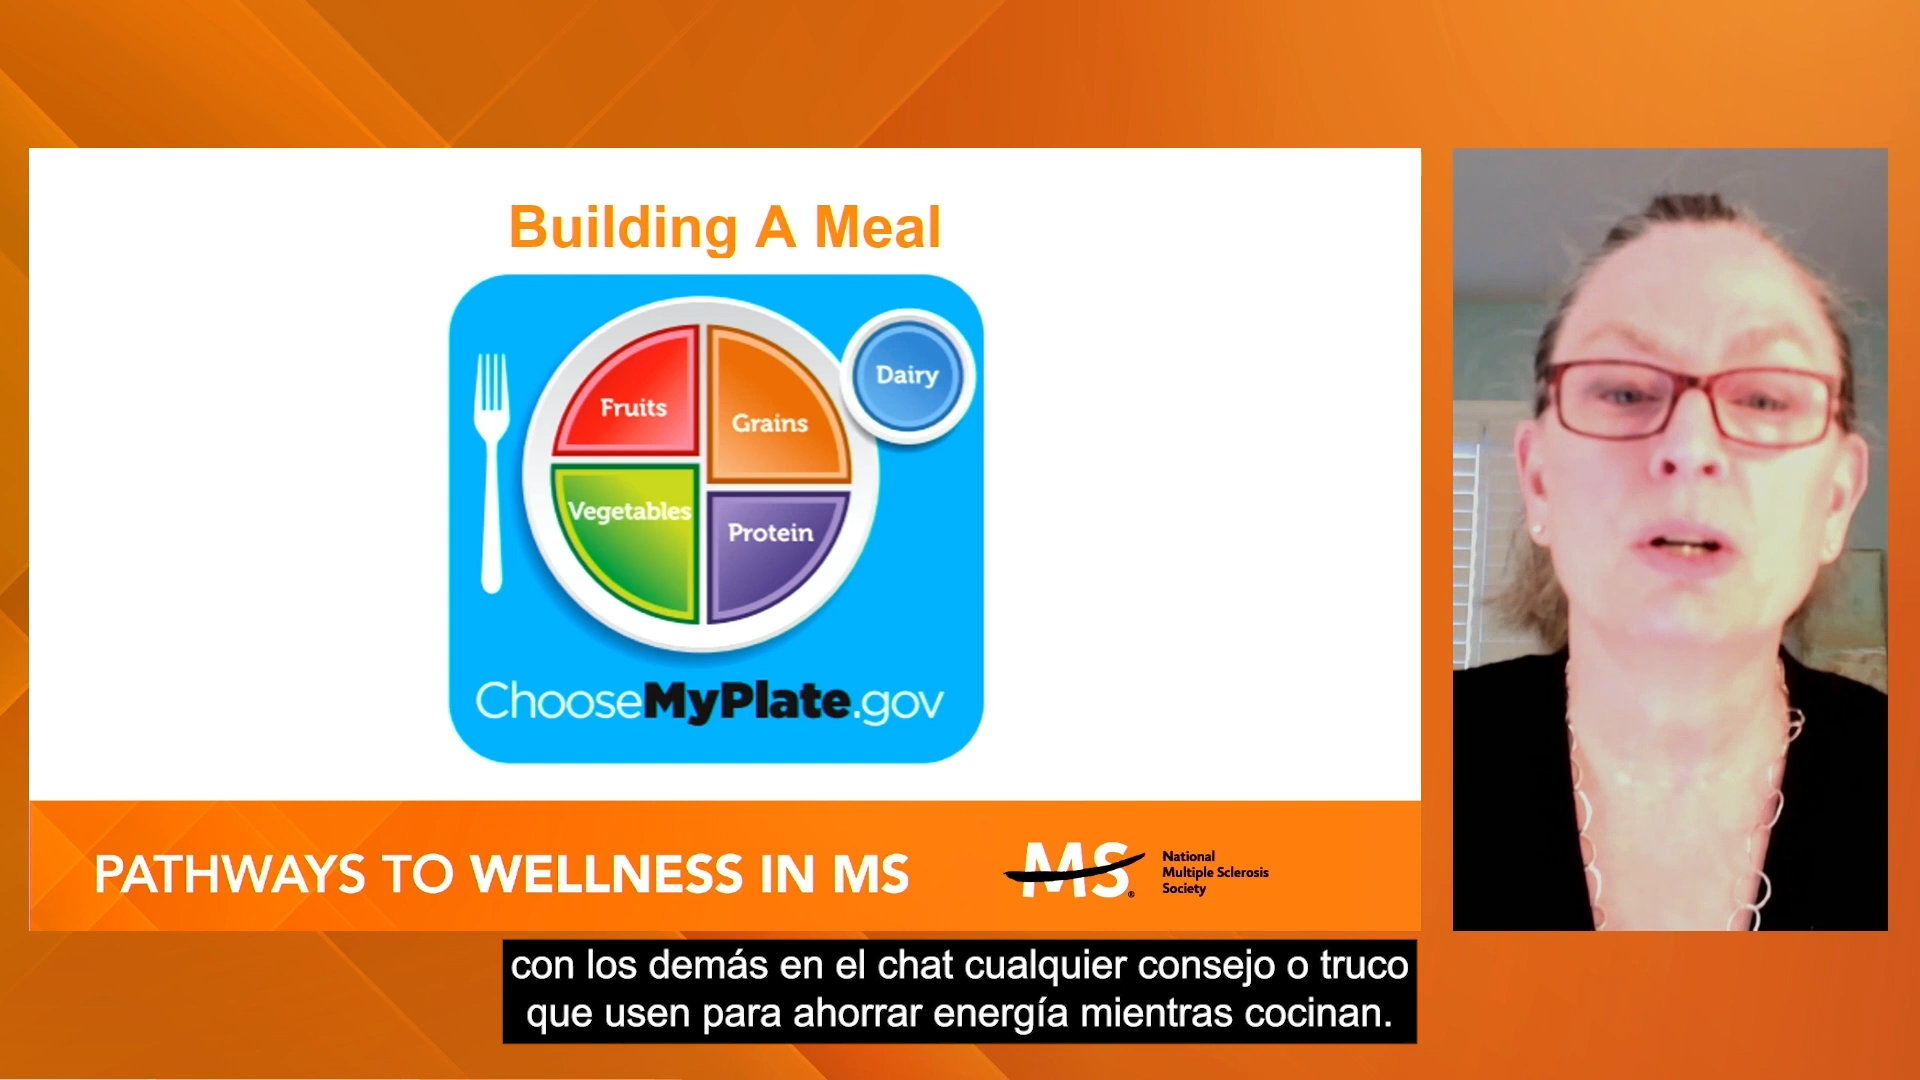 Building A Meal
Fruits
Grains
Dairy
Vegetables
Protein
ChooseMyPlate.gov
PATHWAYS TO WELLNESS IN MS
MS®
National
Multiple Sclerosis
Society
con los demás en el chat cualquier consejo o truco
que usen para ahorrar energía mientras cocinan.